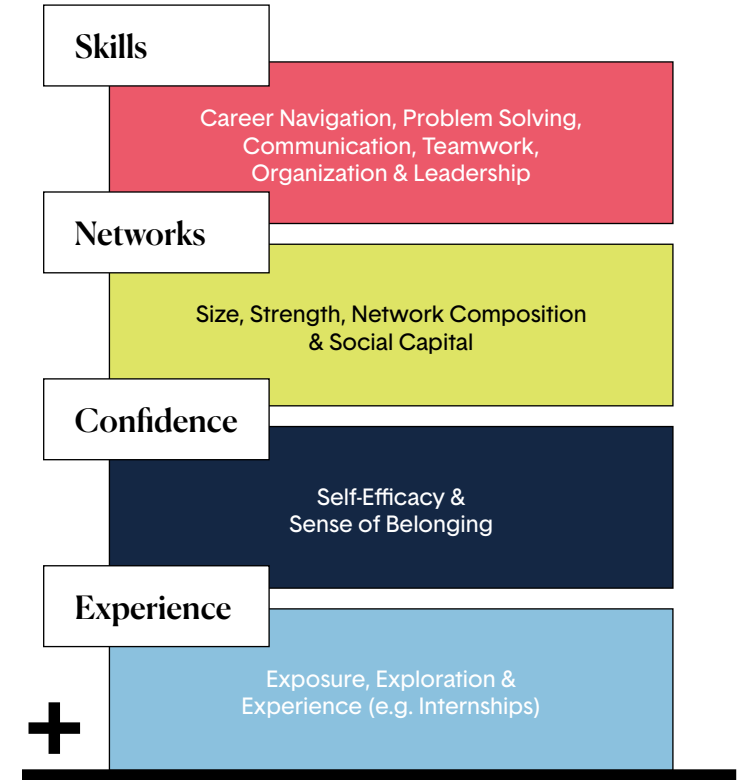 Skills
Career Navigation, Problem Solving,
Communication, Teamwork,
Organization & Leadership
Networks
Size, Strength, Network Composition
& Social Capital
Confidence
Self-Efficacy &
Sense of Belonging
Experience
Exposure, Exploration &
Experience (e.g. Internships)
+